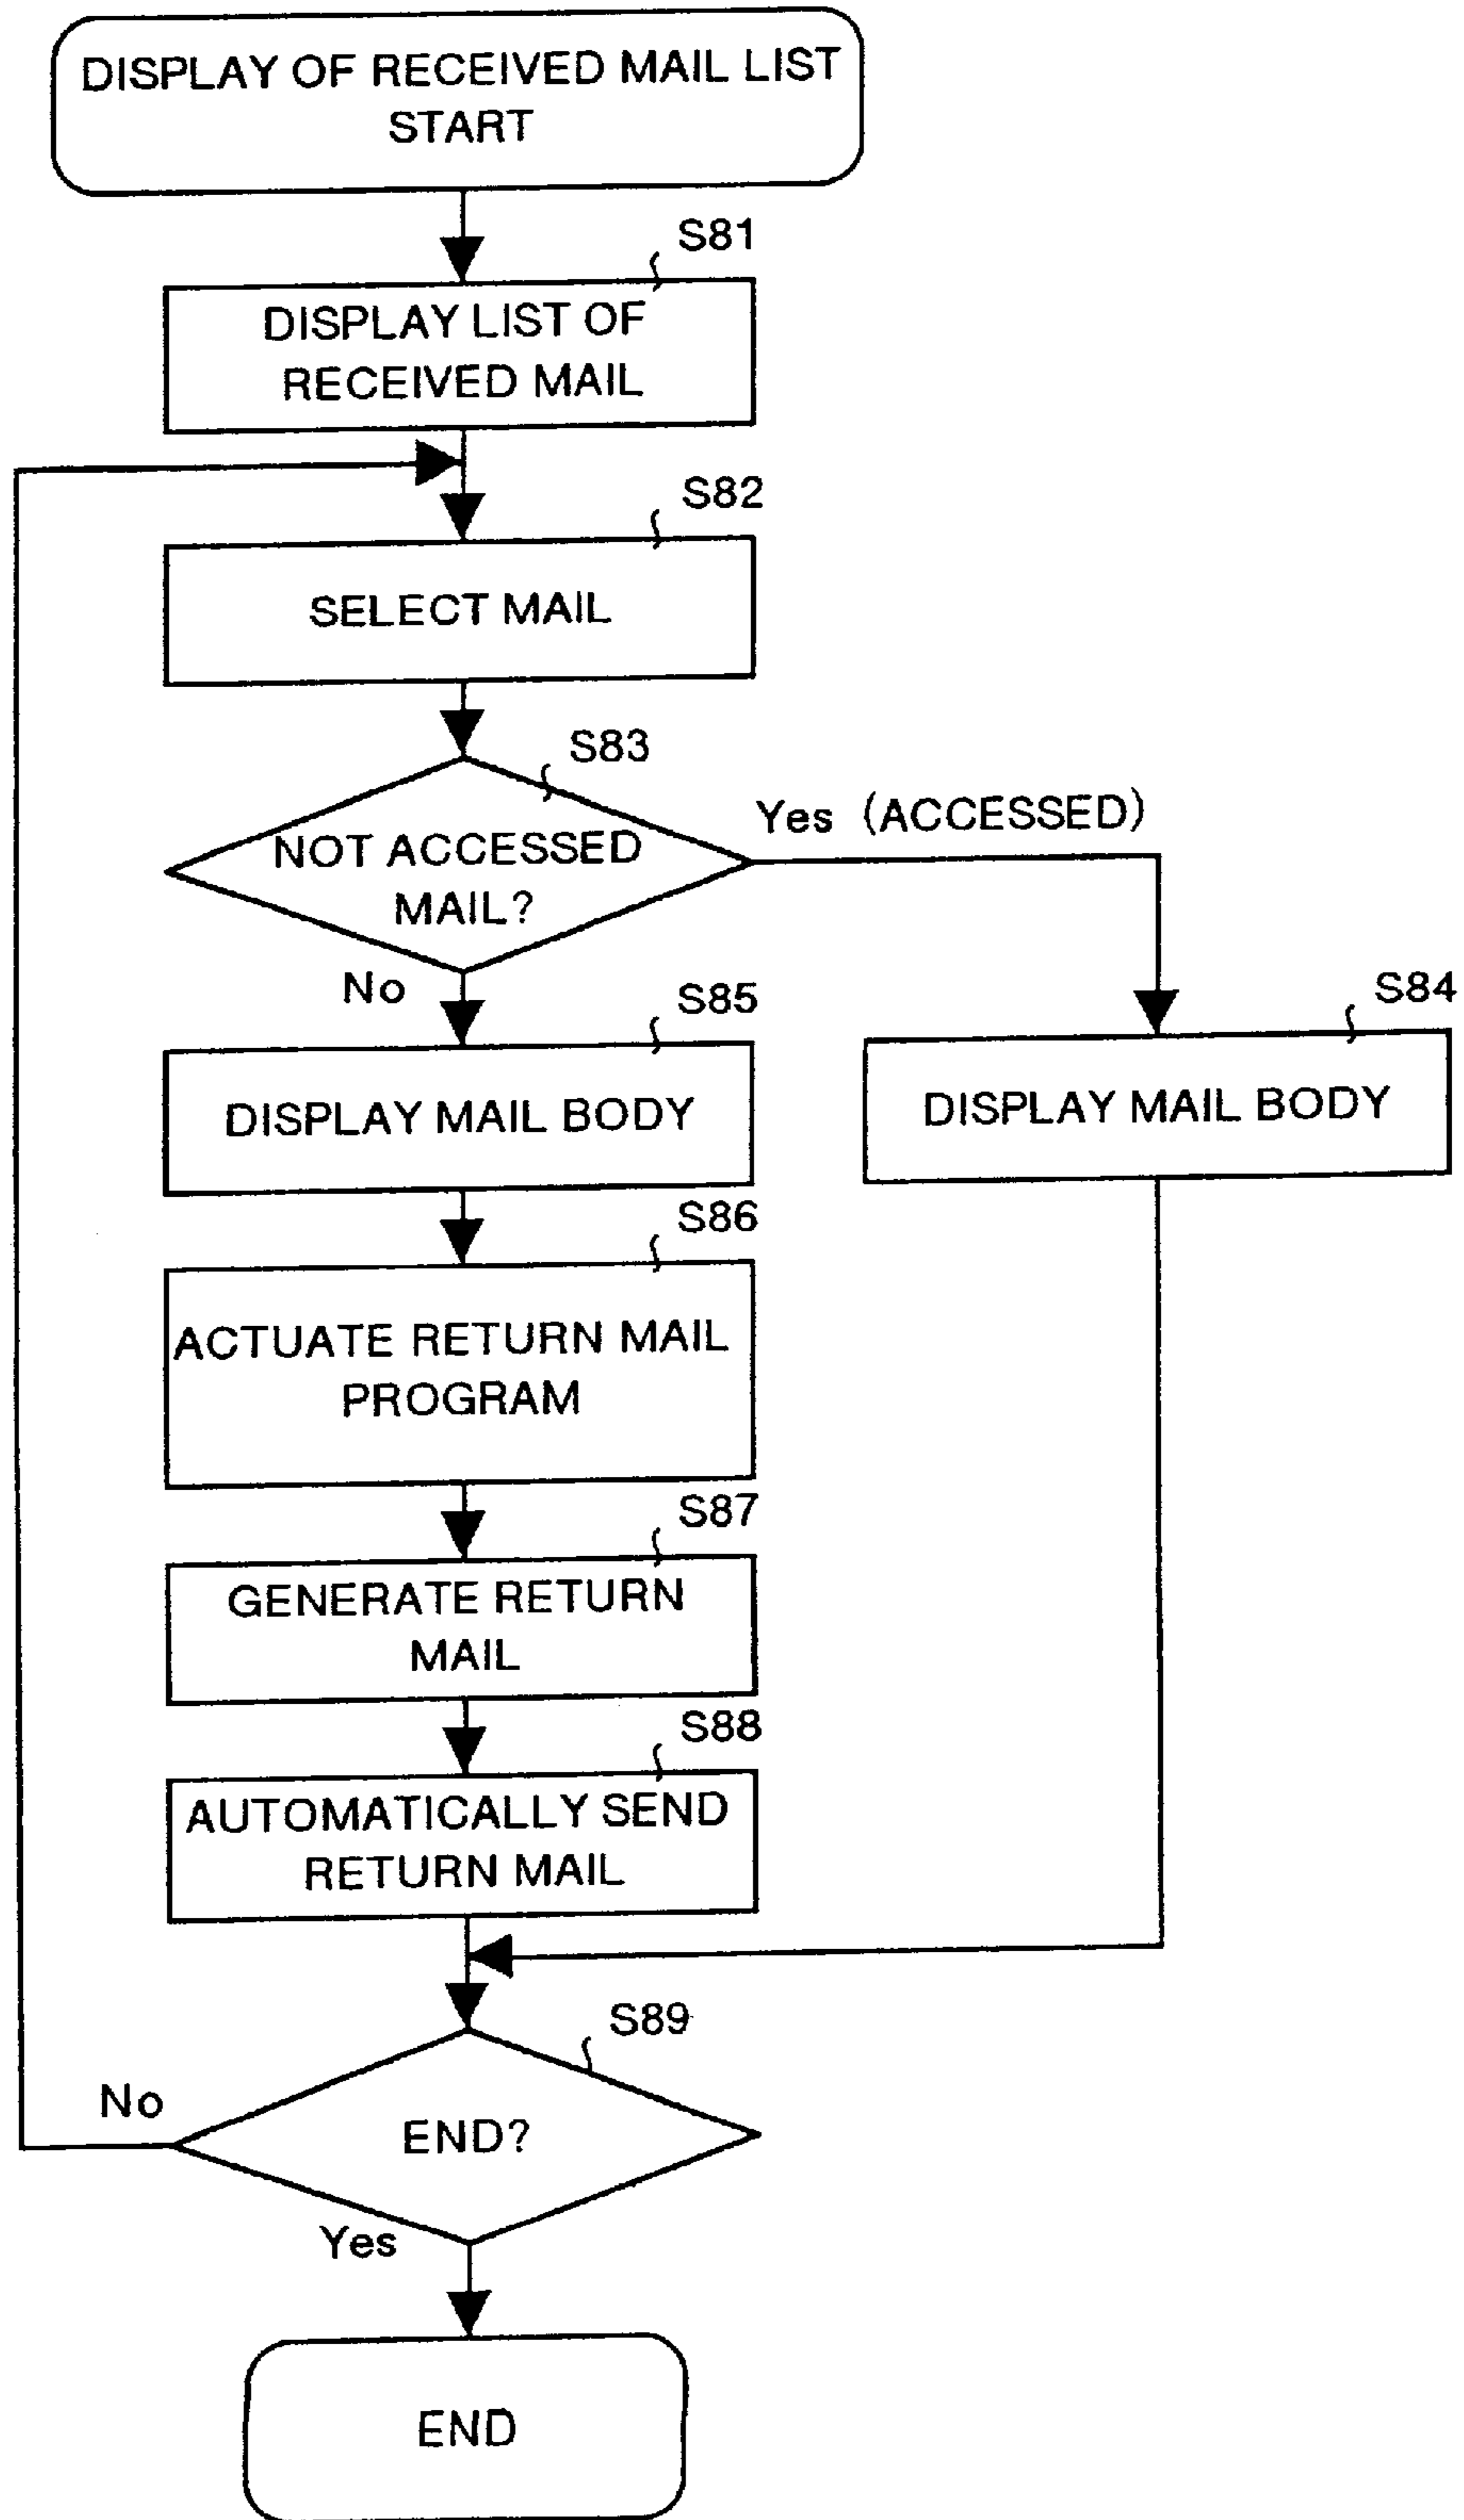 DISPLAY OF RECEIVED MAIL LIST
START
S81
DISPLAY LIST OF
RECEIVED MAIL
S82
SELECT MAIL
S83
NOT ACCESSED
MAIL?
Yes (ACCESSED)
No
S85
DISPLAY MAIL BODY
S84
DISPLAY MAIL BODY
S86
ACTUATE RETURN MAIL
PROGRAM
S87
GENERATE RETURN
MAIL
S88
AUTOMATICALLY SEND
RETURN MAIL
S89
END?
No
Yes
END